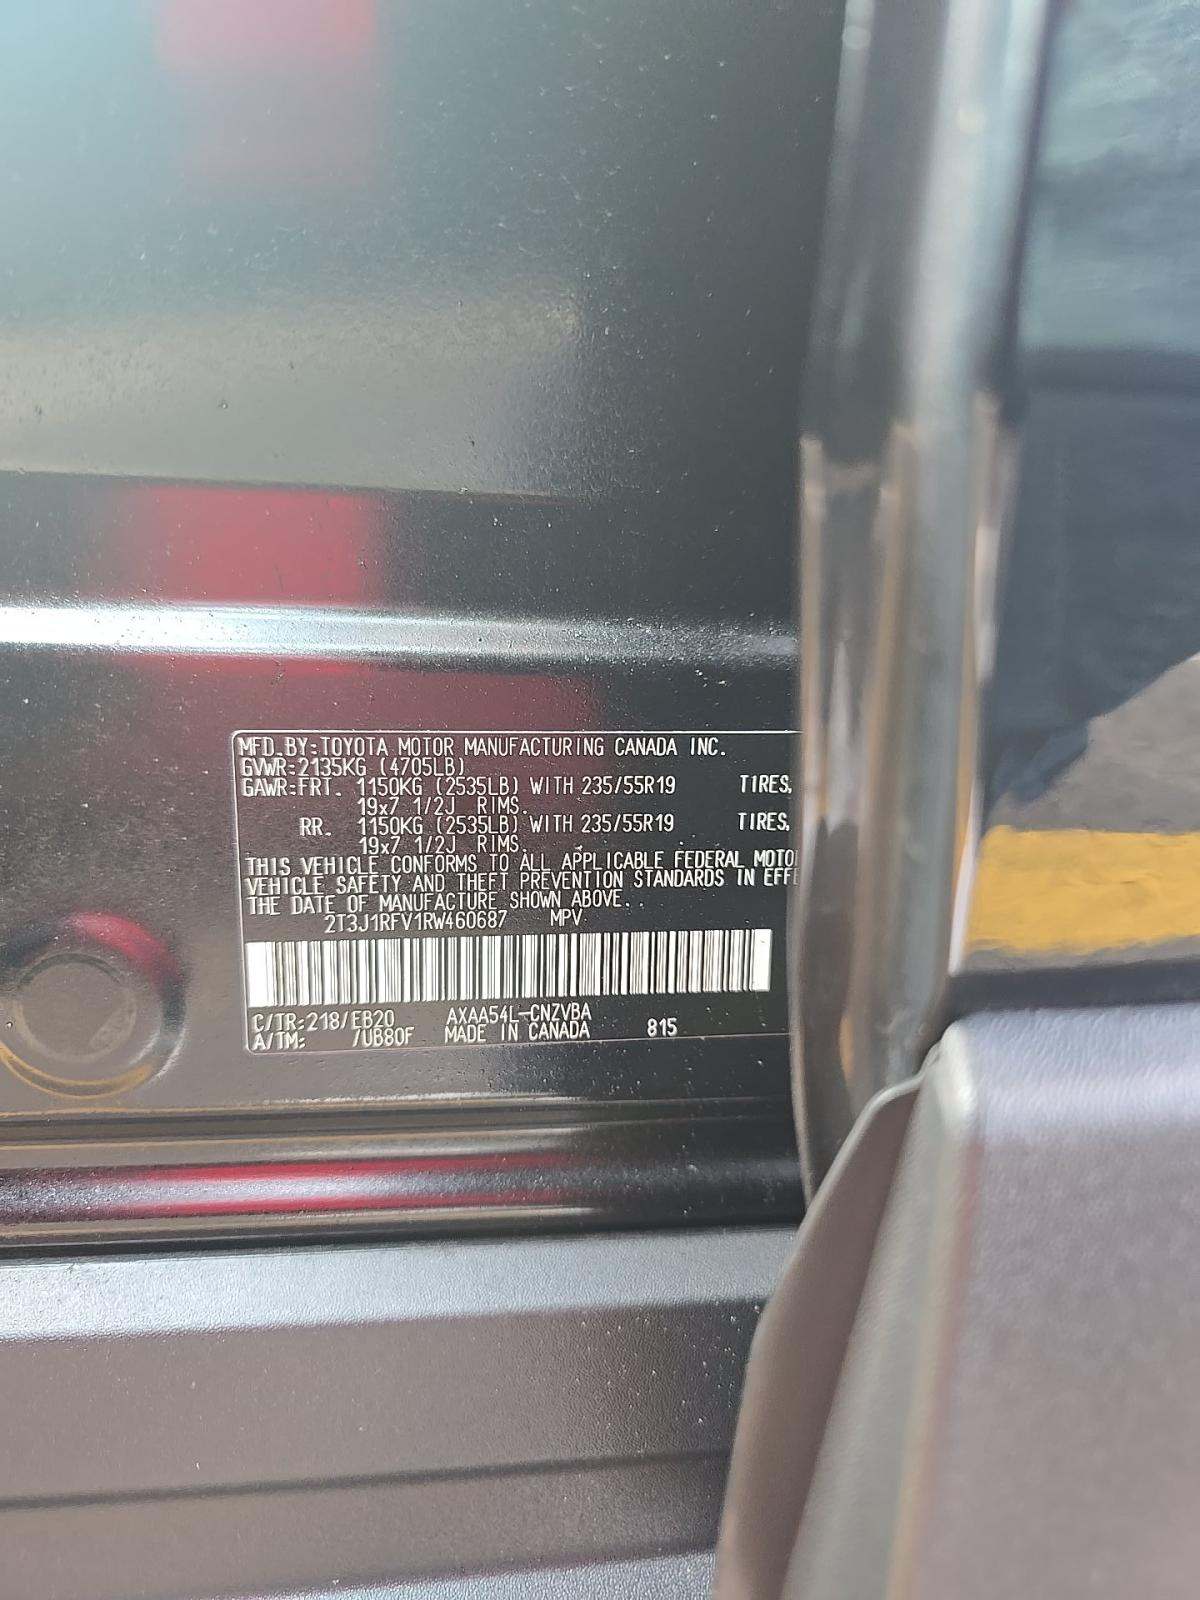 MFD.BY:TOYOTA MOTOR MANUFACTURING CANADA INC.
GVWR:2135KG (4705LB)
GAWR:FRT. 1150KG (2535LB) WITH 235/55R19 TIRES,
19x7 1/2J RIMS.
RR. 1150KG (2535LB) WITH 235/55R19 TIRES,
19x7 1/2J RIMS.
THIS VEHICLE CONFORMS TO ALL APPLICABLE FEDERAL MOTO
VEHICLE SAFETY AND THEFT PREVENTION STANDARDS IN EFFE
THE DATE OF MANUFACTURE SHOWN ABOVE.
2T3J1RFV1RW460687 MPV
C/TR:218/EB20 AXAA54L-CNZVBA
A/TM: /UB80F MADE IN CANADA 815